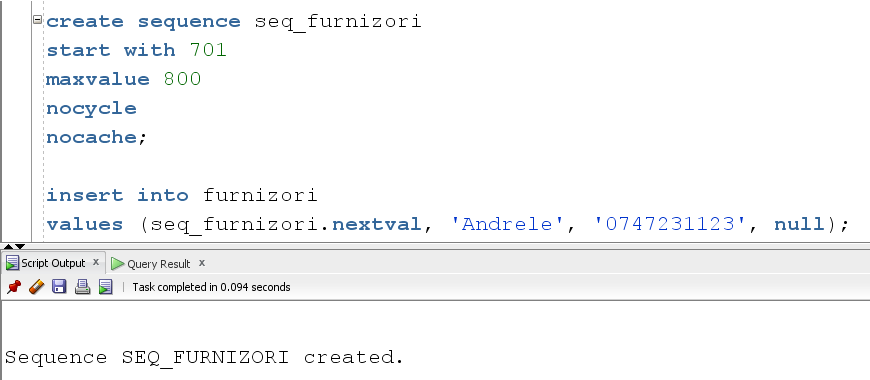 create sequence seq_furnizori
start with 701
maxvalue 800
nocycle
nocache;
insert into furnizori
values (seq_furnizori.nextval, 'Andrele', '0747231123', null);
Script Output x Query Result x
Task completed in 0.094 seconds
Sequence SEQ_FURNIZORI created.